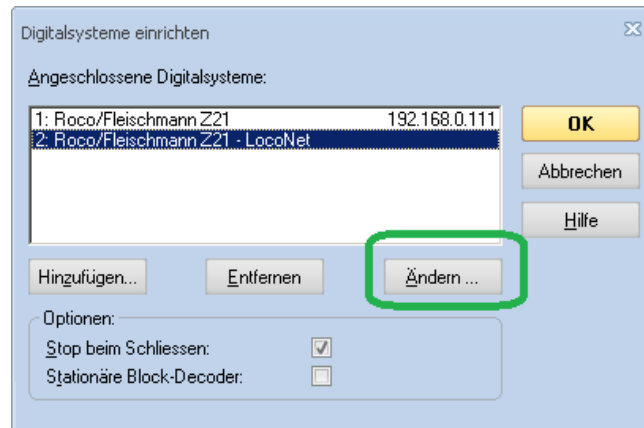 Digitalsysteme einrichten
Angeschlossene Digitalsysteme:
1: Roco/Fleischmann Z21 192.168.0.111
2: Roco/Fleischmann Z21 - LocoNet
OK
Abbrechen
Hilfe
Hinzufügen... Entfernen Ändern ...
Optionen:
Stop beim Schliessen:
Stationäre Block-Decoder: